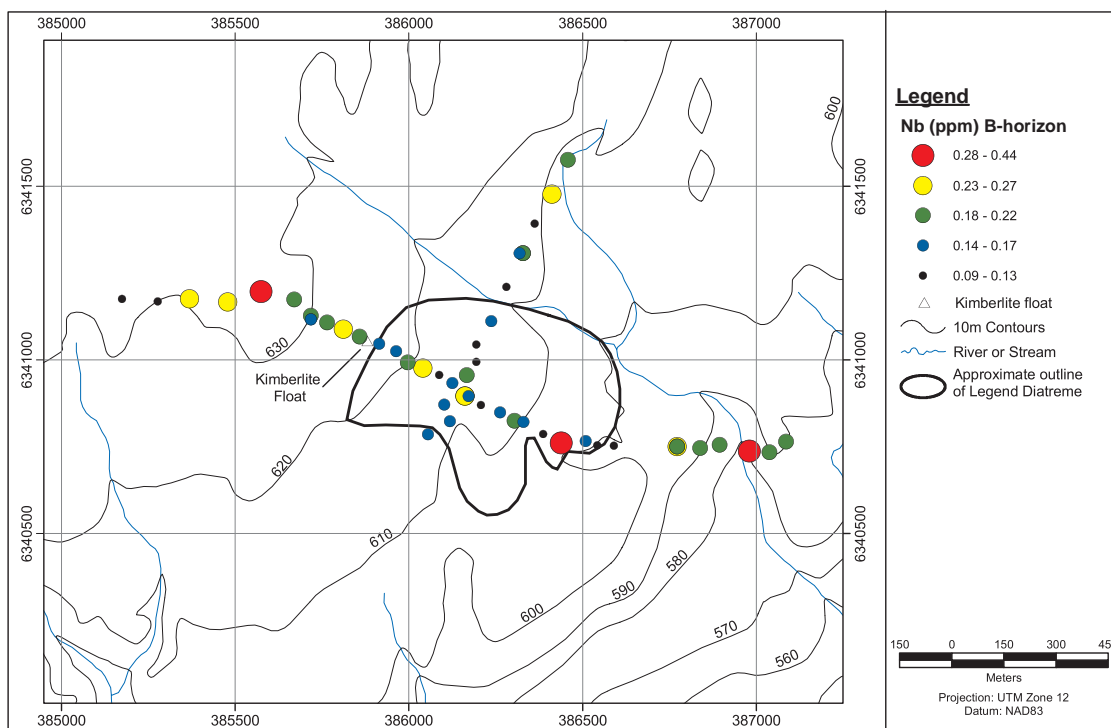 385000 385500 386000 386500 387000
6341500 6341500
6341000 6341000
6340500 6340500
600
630
620
610
600
590
580
570
560
Kimberlite
Float
385000 385500 386000 386500 387000
Legend
Nb (ppm) B-horizon
0.28 - 0.44
0.23 - 0.27
0.18 - 0.22
0.14 - 0.17
0.09 - 0.13
Kimberlite float
10m Contours
River or Stream
Approximate outline
of Legend Diatreme
150 0 150 300 45
Meters
Projection: UTM Zone 12
Datum: NAD83